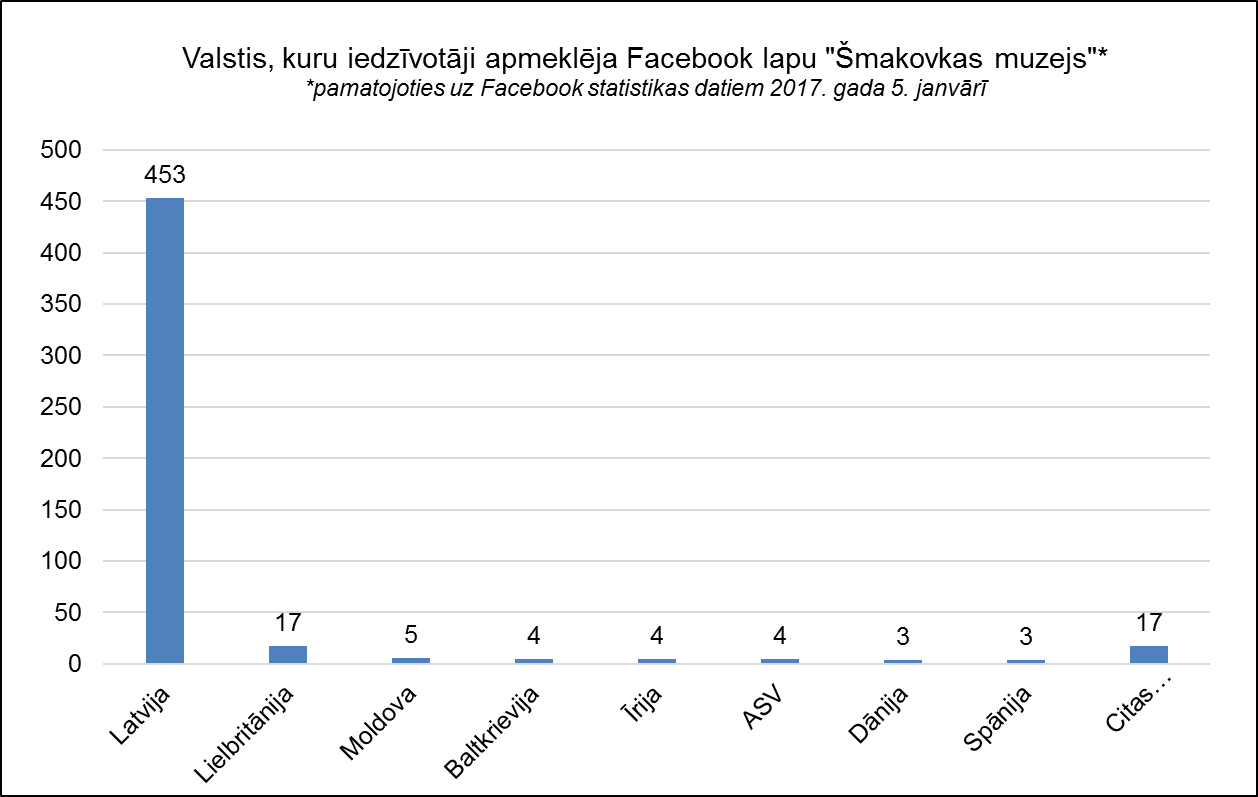 Valstis, kuru iedzīvotāji apmeklēja Facebook lapu "Šmakovkas muzejs"*
*pamatojoties uz Facebook statistikas datiem 2017. gada 5. janvārī
500
450
400
350
300
250
200
150
100
50
0
453
17
5
4
4
4
3
3
17
Latvija
Lielbritānija
Moldova
Baltkrievija
Īrija
ASV
Dānija
Spānija
Citas…